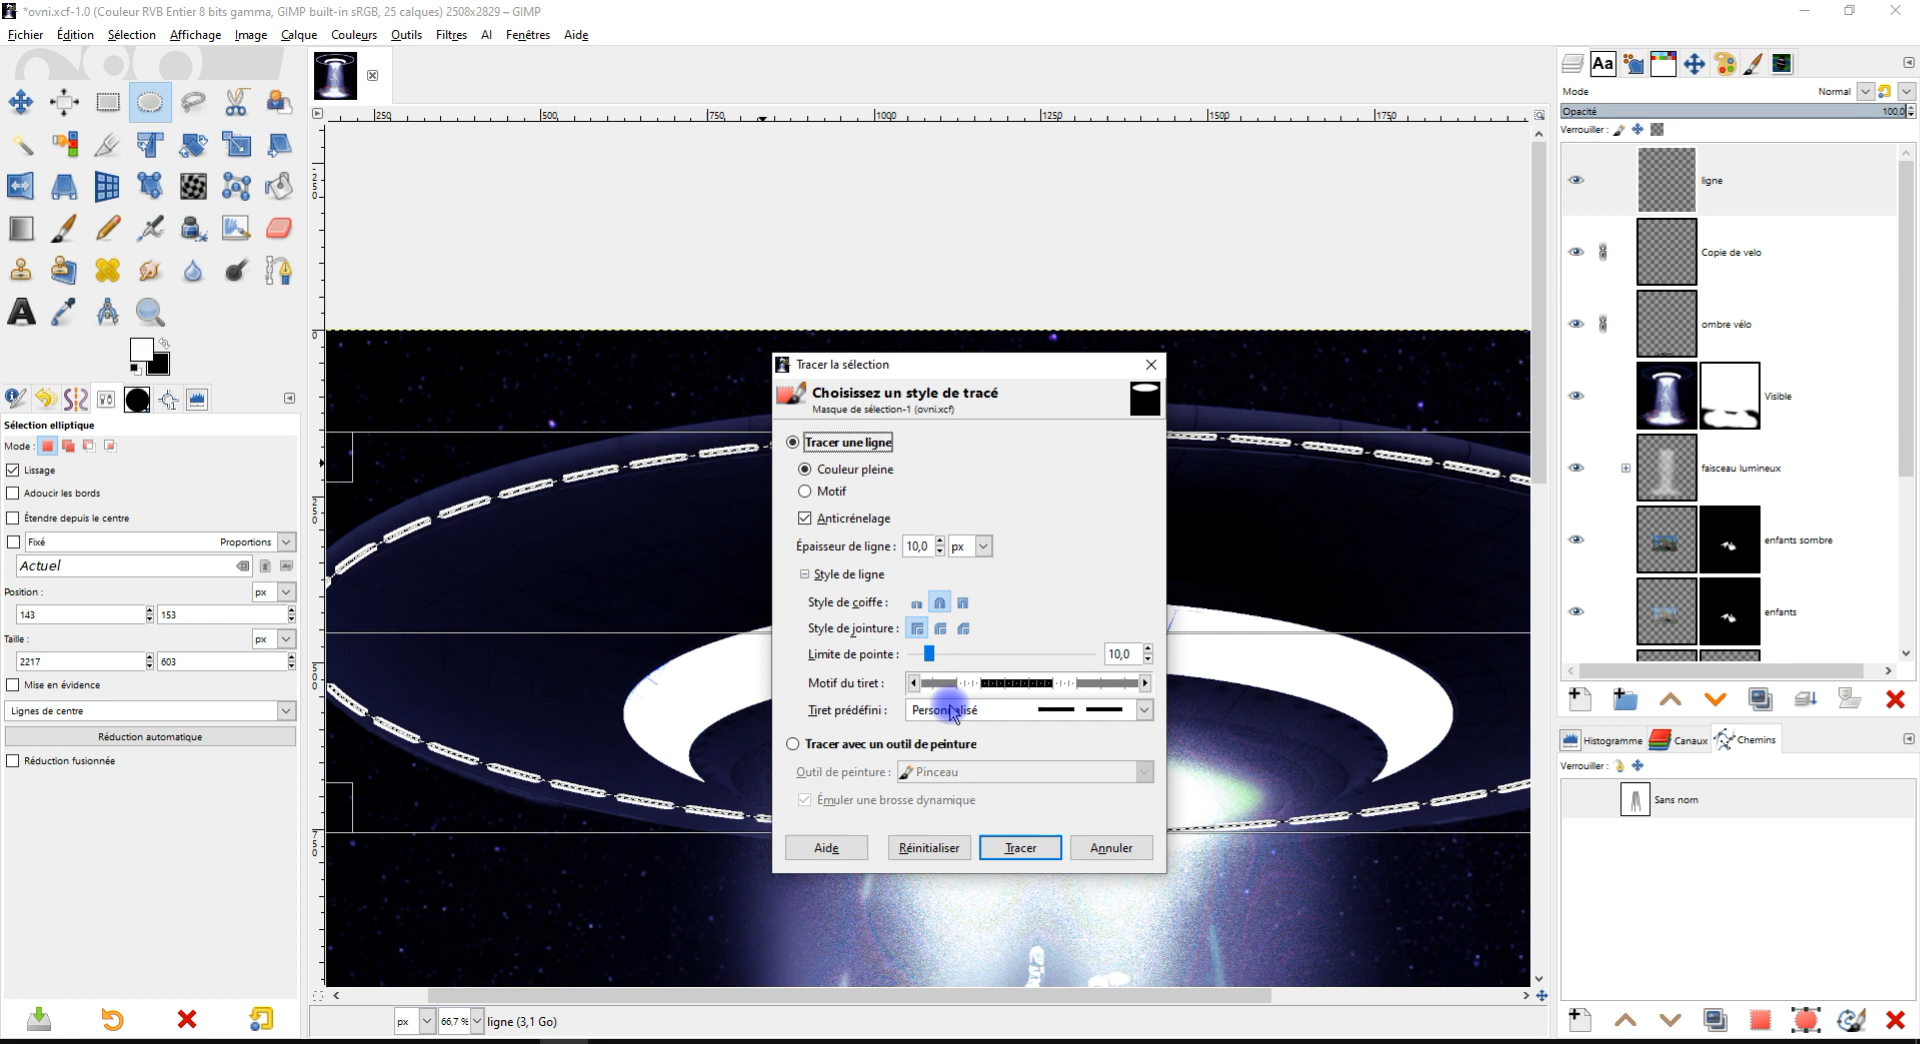 *ovni.xcf-1.0 (Couleur RVB Entier 8 bits gamma, GIMP built-in sRGB, 25 calques) 2508x2829 – GIMP
Fichier Édition Sélection Affichage Image Calque Couleurs Outils Filtres AI Fenêtres Aide
Mode Normal
Opacité 100,0
Verrouiller :
250 500 750 1000 1250 1500 1750
ligne
Copie de velo
ombre vélo
Visible
faisceau lumineux
enfants sombre
enfants
Sélection elliptique
Mode :
Lissage
Adoucir les bords
Étendre depuis le centre
Fixé Proportions
Actuel
Position : px
143 153
Taille : px
2217 603
Mise en évidence
Lignes de centre
Réduction automatique
Réduction fusionnée
Tracer la sélection
Choisissez un style de tracé
Masque de sélection-1 (ovni.xcf)
Tracer une ligne
Couleur pleine
Motif
Anticrénelage
Épaisseur de ligne : 10,0 px
Style de ligne
Style de coiffe :
Style de jointure :
Limite de pointe : 10,0
Motif du tiret :
Tiret prédéfini : Personnalisé
Tracer avec un outil de peinture
Outil de peinture : Pinceau
Émuler une brosse dynamique
Aide Réinitialiser Tracer Annuler
Histogramme Canaux Chemins
Verrouiller :
Sans nom
px 66,7 % ligne (3,1 Go)